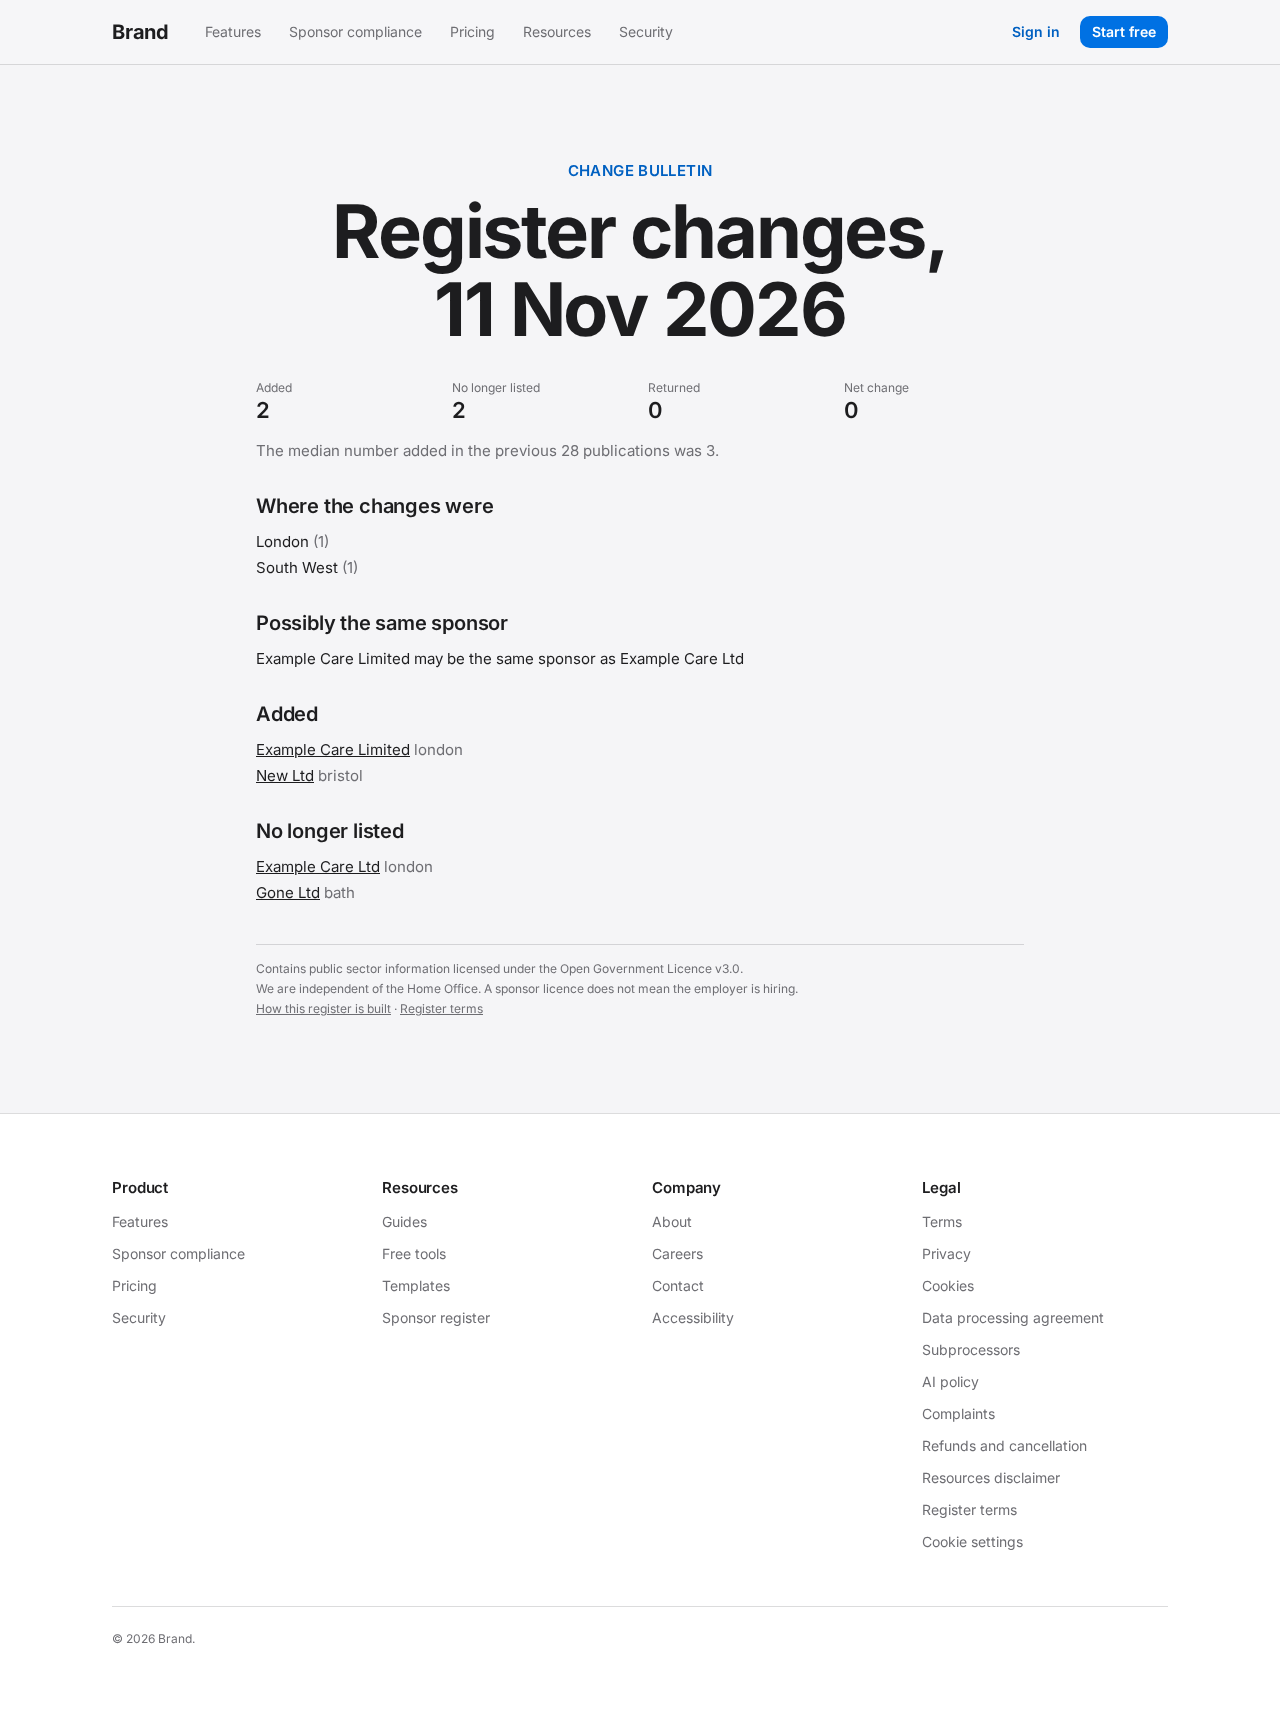 Brand
Features
Sponsor compliance
Pricing
Resources
Security
Sign in
Start free
CHANGE BULLETIN
Register changes,
11 Nov 2026
Added
2
No longer listed
2
Returned
0
Net change
0
The median number added in the previous 28 publications was 3.
Where the changes were
London (1)
South West (1)
Possibly the same sponsor
Example Care Limited may be the same sponsor as Example Care Ltd
Added
Example Care Limited london
New Ltd bristol
No longer listed
Example Care Ltd london
Gone Ltd bath
Contains public sector information licensed under the Open Government Licence v3.0.
We are independent of the Home Office. A sponsor licence does not mean the employer is hiring.
How this register is built · Register terms
Product
Features
Sponsor compliance
Pricing
Security
Resources
Guides
Free tools
Templates
Sponsor register
Company
About
Careers
Contact
Accessibility
Legal
Terms
Privacy
Cookies
Data processing agreement
Subprocessors
AI policy
Complaints
Refunds and cancellation
Resources disclaimer
Register terms
Cookie settings
© 2026 Brand.